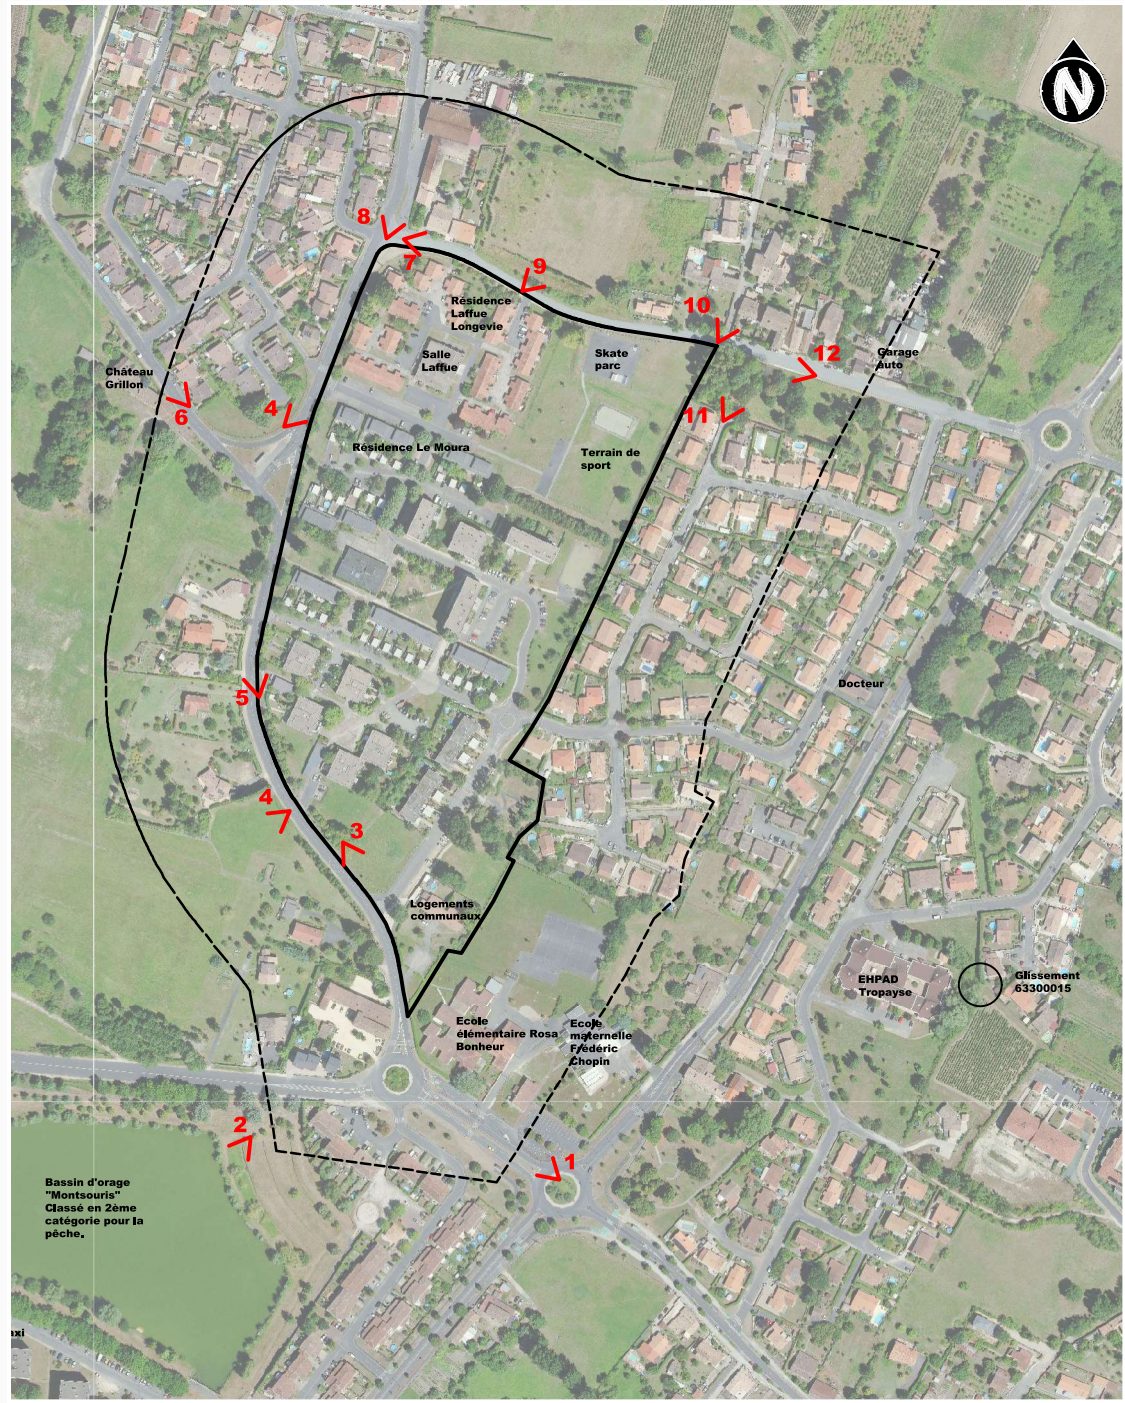 N
8
7
9
Résidence
Laffue
Longevie
10
Skate
parc
12
Garage
auto
Salle
Laffue
Château
Grillon
6
4
11
Résidence Le Moura
Terrain de
sport
5
Docteur
4
3
Logements
communaux
EHPAD
Tropayse
Glissement
63300015
Ecole
élémentaire Rosa
Bonheur
Ecole
maternelle
Frédéric
Chopin
2
1
Bassin d'orage
"Montsouris"
Classé en 2ème
catégorie pour la
pêche.
axi